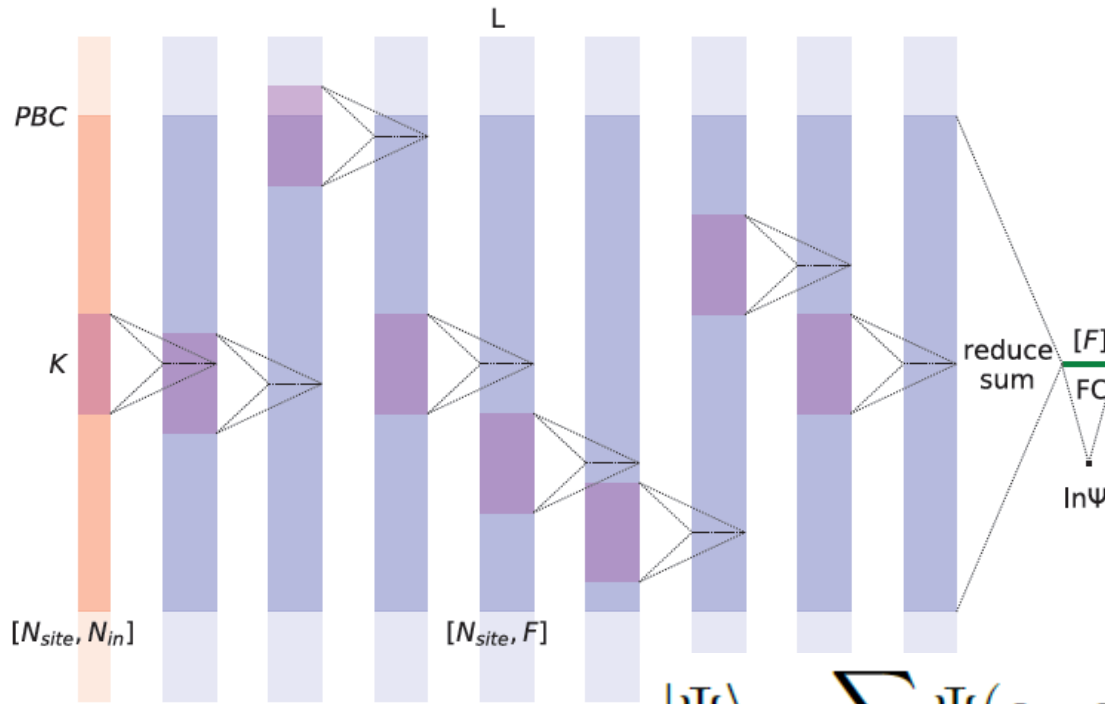 L
PBC
K
reduce
sum
[F]
FC
lnΨ
[N_site, N_in]
[N_site, F]